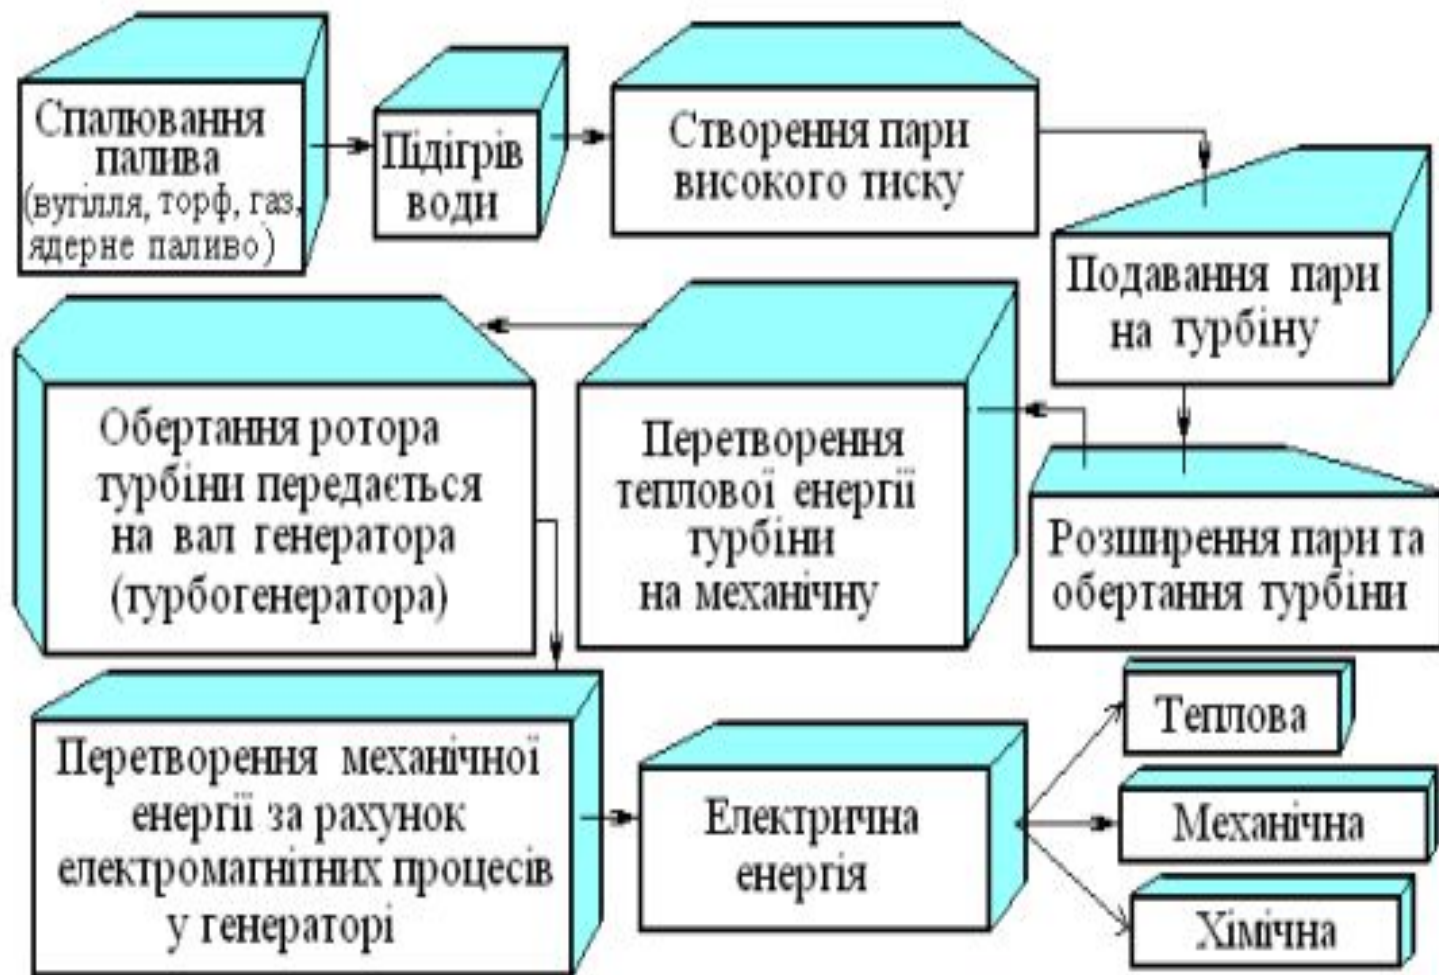 Спалювання
палива
(вугілля, торф, газ,
ядерне паливо)
Підігрів
води
Створення пари
високого тиску
Подавання пари
на турбіну
Розширення пари та
обертання турбіни
Перетворення
теплової енергії
турбіни
на механічну
Обертання ротора
турбіни передається
на вал генератора
(турбогенератора)
Перетворення механічної
енергії за рахунок
електромагнітних процесів
у генераторі
Електрична
енергія
Теплова
Механічна
Хімічна